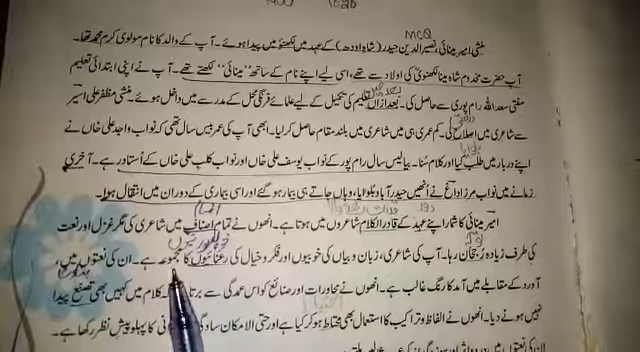 1828
MCQ
منشی امیر مینائی، نصیر الدین حیدر (شاہ اودھ) کے عہد میں لکھنؤ میں پیدا ہوئے۔ آپ کے والد کا نام مولوی کرم محمد تھا۔
آپ حضرت مخدوم شاہ مینا لکھنویؒ کی اولاد سے تھے، اسی لیے اپنے نام کے ساتھ "مینائی" لکھتے تھے۔ آپ نے اپنی ابتدائی تعلیم
مفتی سعد اللہ رام پوری سے حاصل کی۔ بعد ازاں تعلیم کی تکمیل کے لیے علمائے فرنگی محل کے مدرسے میں داخل ہوئے۔ منشی مظفر علی اسیر
سے شاعری میں اصلاح لی۔ کم عمری ہی میں شاعری میں بلند مقام حاصل کر لیا۔ ابھی آپ کی عمر بیس سال تھی کہ نواب واجد علی خاں نے
اپنے دربار میں طلب کیا اور کلام سنا۔ بیالیس سال رام پور کے نواب یوسف علی خاں اور نواب کلب علی خاں کے اُستاد رہے۔ آخری
زمانے میں نواب مرزا داغ نے اُنھیں حیدر آباد بلوایا، وہاں جاتے ہی بیمار ہو گئے اور اسی بیماری کے دوران میں انتقال ہوا۔
امیر مینائی کا شمار اپنے عہد کے قادر الکلام شاعروں میں ہوتا ہے۔ انھوں نے تمام اصناف میں شاعری کی مگر غزل اور نعت
کی طرف زیادہ رجحان رہا۔ آپ کی شاعری، زبان و بیاں کی خوبیوں اور فکر و خیال کی رعنائیوں کا مجموعہ ہے۔ ان کی نعتوں میں،
آورد کے مقابلے میں آمد کا رنگ غالب ہے۔ انھوں نے محاورات اور صنائع کو اس عمدگی سے برتا کلام میں کہیں بھی تصنع پیدا
نہیں ہونے دیا۔ انھوں نے الفاظ و تراکیب کا استعمال بھی محتاط ہو کر کیا ہے اور حتی الامکان سادگی کا پہلو پیش نظر رکھا ہے۔
ان کی نعتوں میں